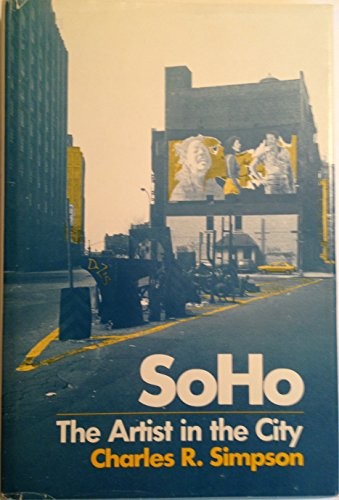 SoHo
The Artist in the City
Charles R. Simpson